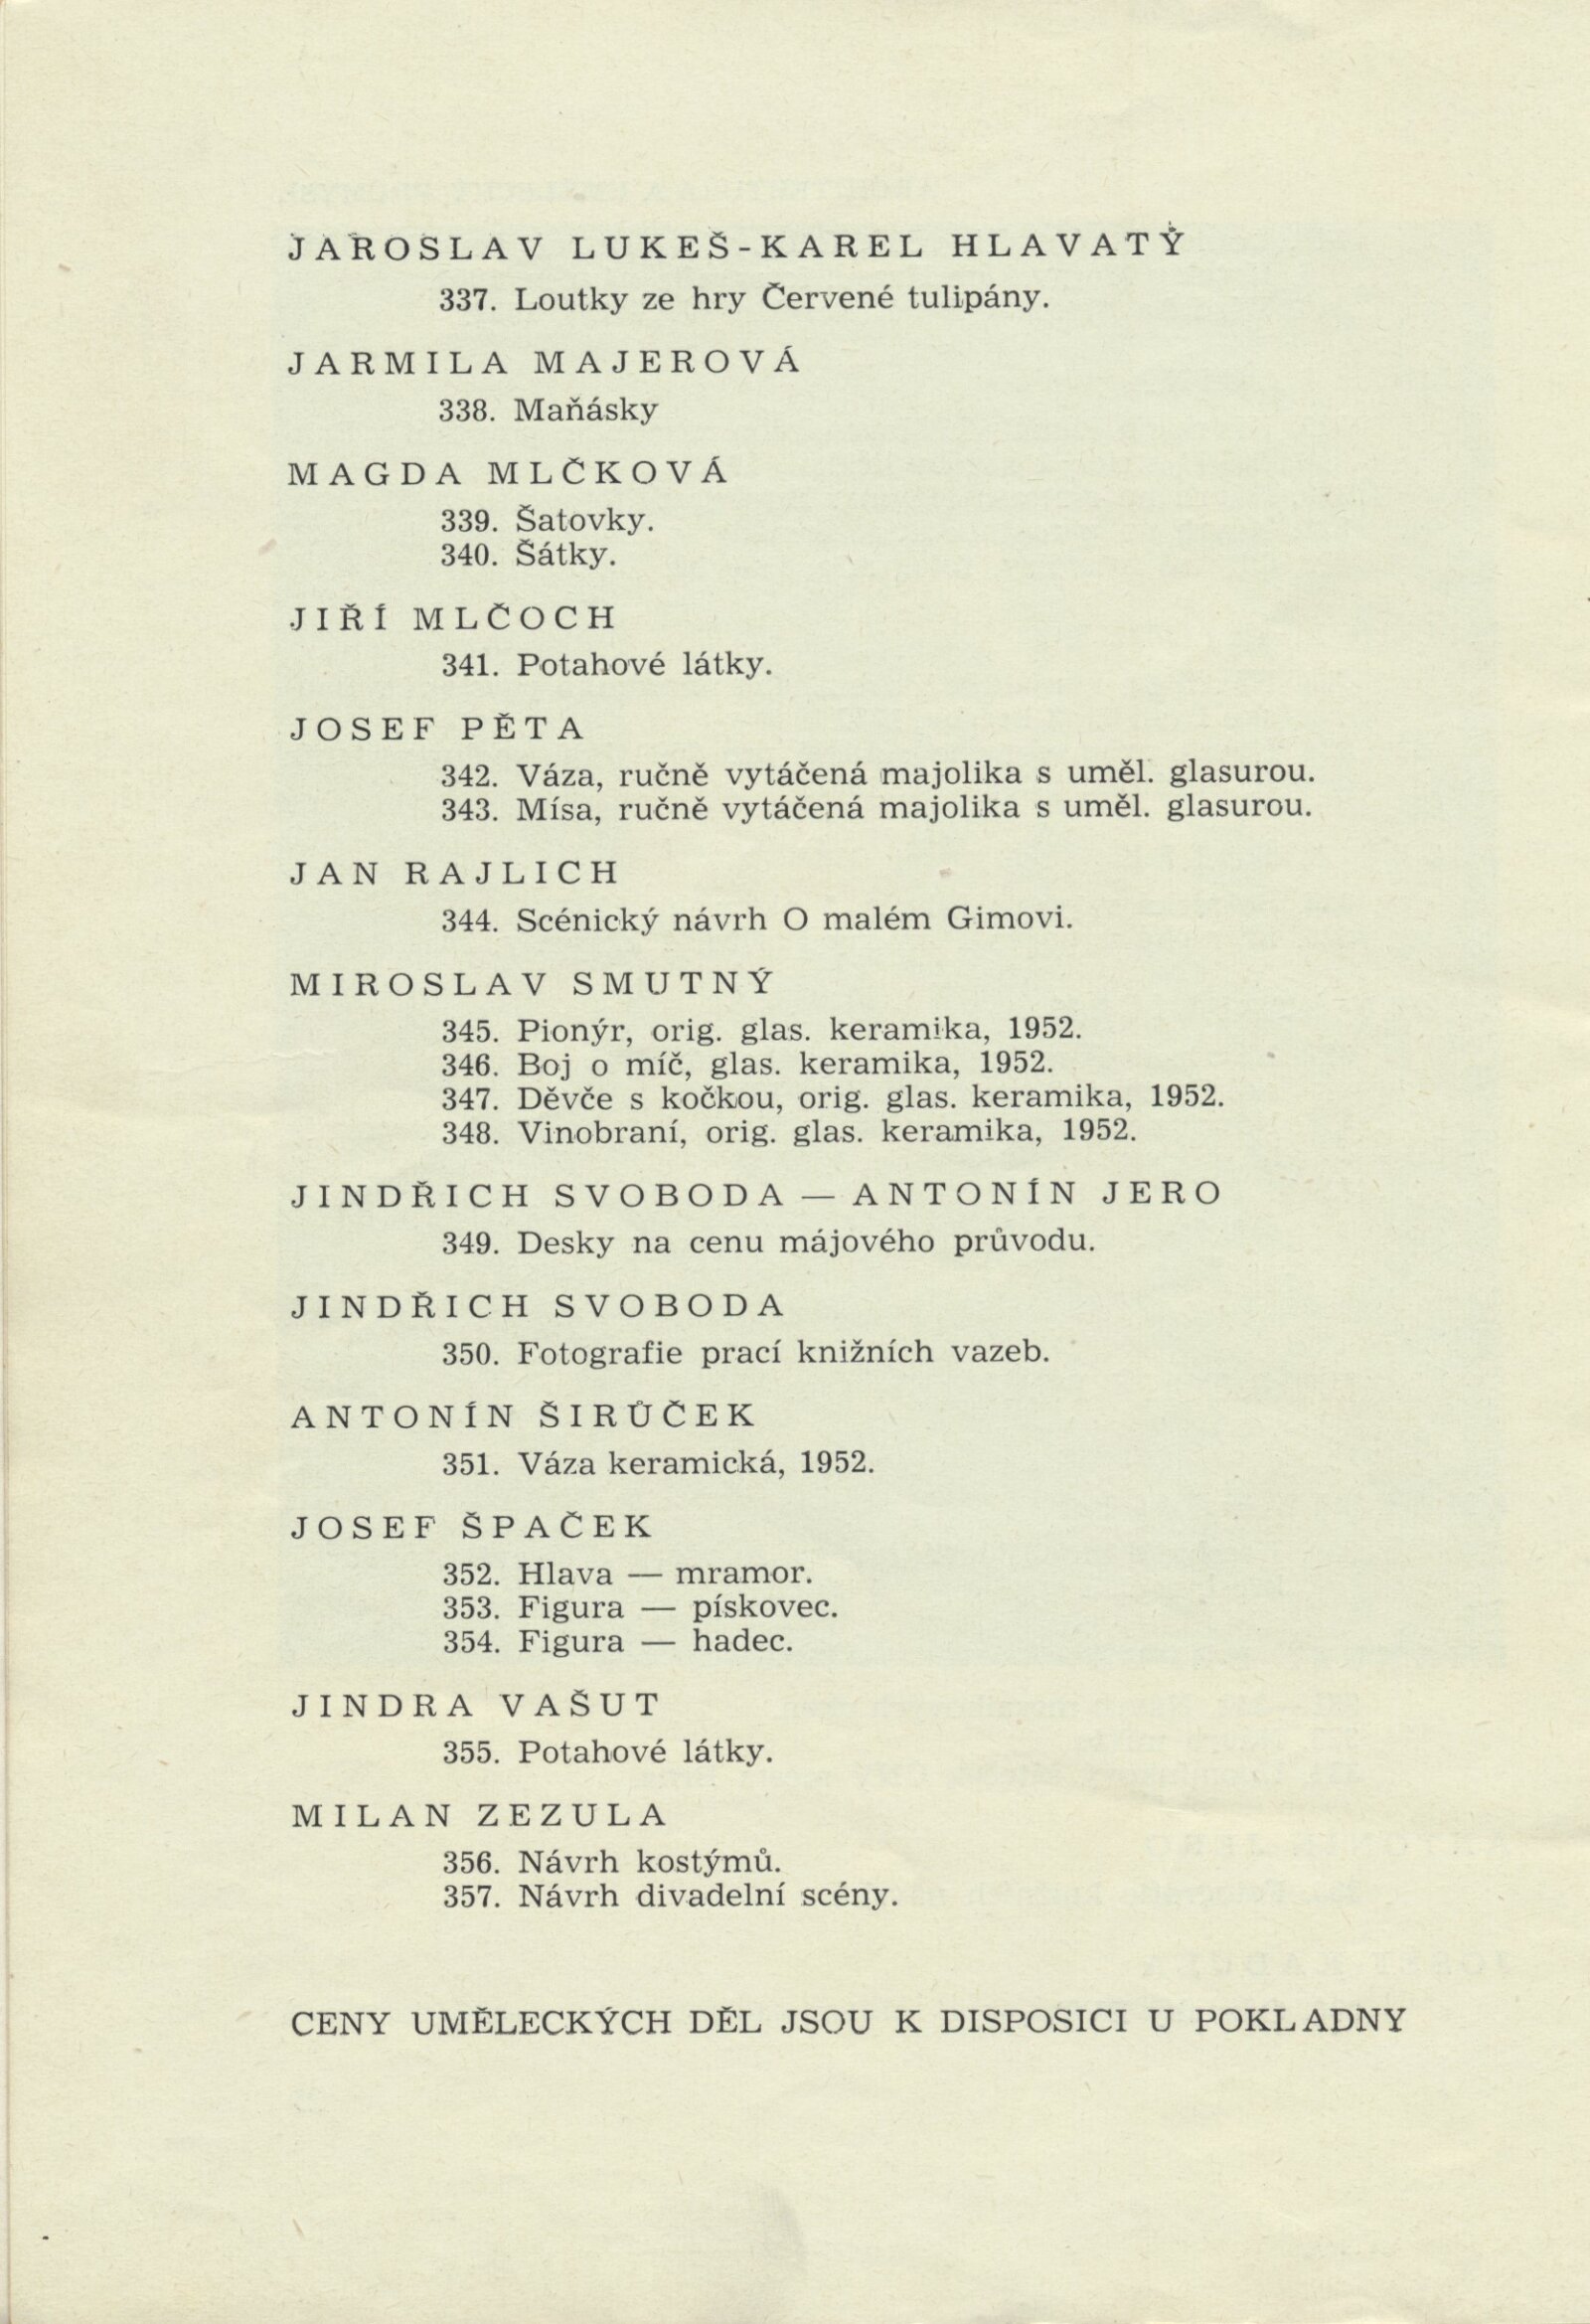 JAROSLAV LUKEŠ-KAREL HLAVATÝ
337. Loutky ze hry Červené tulipány.
JARMILA MAJEROVÁ
338. Maňásky
MAGDA MLČKOVÁ
339. Šatovky.
340. Šátky.
JIŘÍ MLČOCH
341. Potahové látky.
JOSEF PĚTA
342. Váza, ručně vytáčená majolika s uměl. glasurou.
343. Mísa, ručně vytáčená majolika s uměl. glasurou.
JAN RAJLICH
344. Scénický návrh O malém Gimovi.
MIROSLAV SMUTNÝ
345. Pionýr, orig. glas. keramika, 1952.
346. Boj o míč, glas. keramika, 1952.
347. Děvče s kočkou, orig. glas. keramika, 1952.
348. Vinobraní, orig. glas. keramika, 1952.
JINDŘICH SVOBODA — ANTONÍN JERO
349. Desky na cenu májového průvodu.
JINDŘICH SVOBODA
350. Fotografie prací knižních vazeb.
ANTONÍN ŠIRŮČEK
351. Váza keramická, 1952.
JOSEF ŠPAČEK
352. Hlava — mramor.
353. Figura — pískovec.
354. Figura — hadec.
JINDRA VAŠUT
355. Potahové látky.
MILAN ZEZULA
356. Návrh kostýmů.
357. Návrh divadelní scény.
CENY UMĚLECKÝCH DĚL JSOU K DISPOSICI U POKLADNY